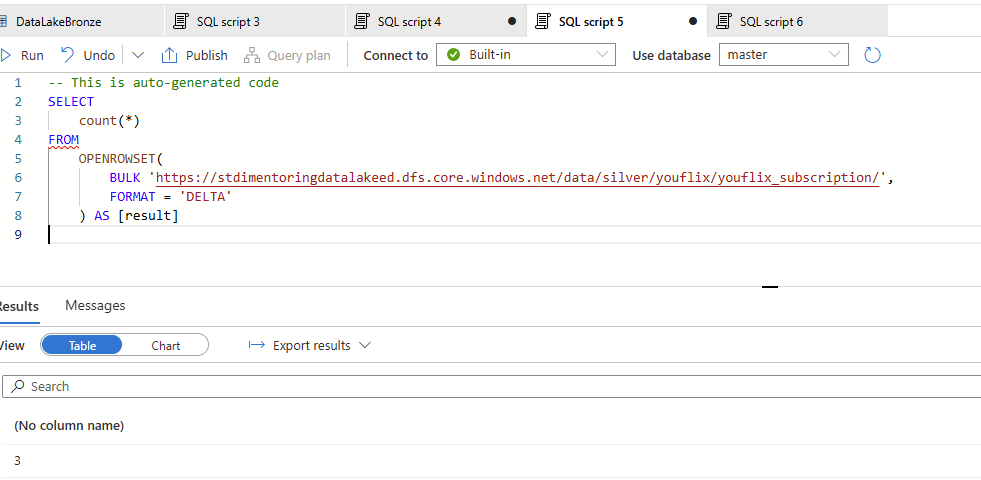 DataLakeBronze SQL script 3 SQL script 4 SQL script 5 SQL script 6
Run Undo Publish Query plan Connect to Built-in Use database master
1 -- This is auto-generated code
2 SELECT
3 count(*)
4 FROM
5 OPENROWSET(
6 BULK 'https://stdimentoringdatalakeed.dfs.core.windows.net/data/silver/youflix/youflix_subscription/',
7 FORMAT = 'DELTA'
8 ) AS [result]
9
Results Messages
View Table Chart Export results
Search
(No column name)
3